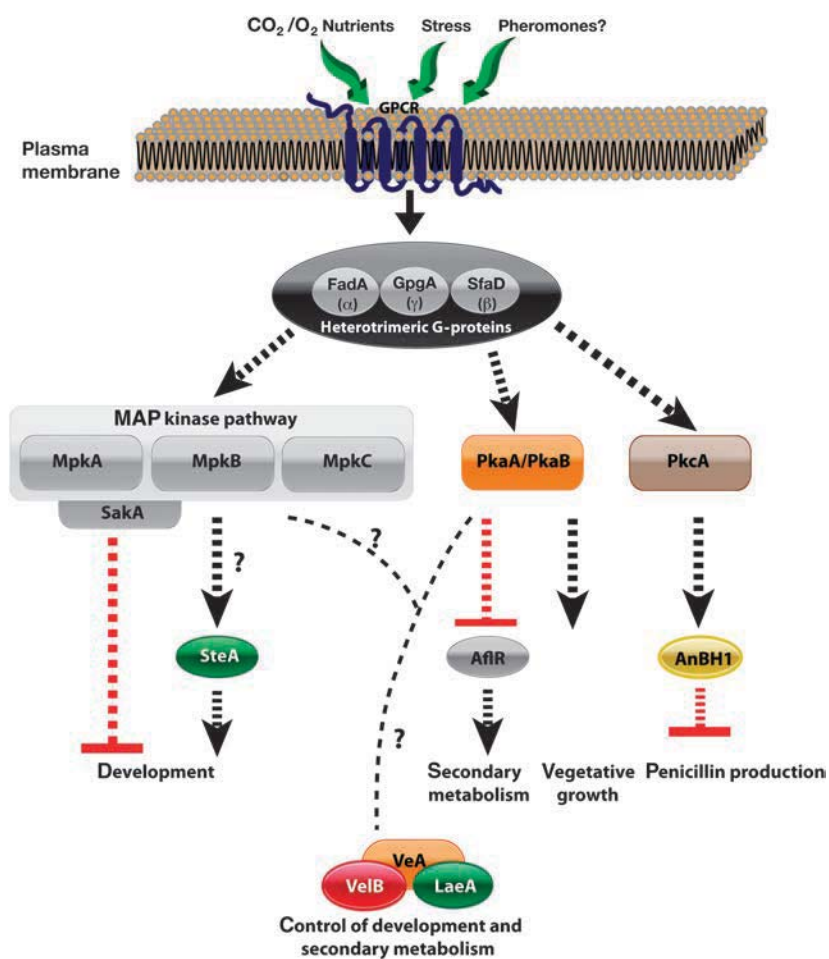 CO2 /O2 Nutrients Stress Pheromones?
GPCR
Plasma
membrane
FadA
(α)
GpgA
(γ)
SfaD
(β)
Heterotrimeric G-proteins
MAP kinase pathway
MpkA
MpkB
MpkC
SakA
PkaA/PkaB
PkcA
?
?
SteA
AflR
AnBH1
?
Development
Secondary
metabolism
Vegetative
growth
Penicillin production
VeA
VelB
LaeA
Control of development and
secondary metabolism